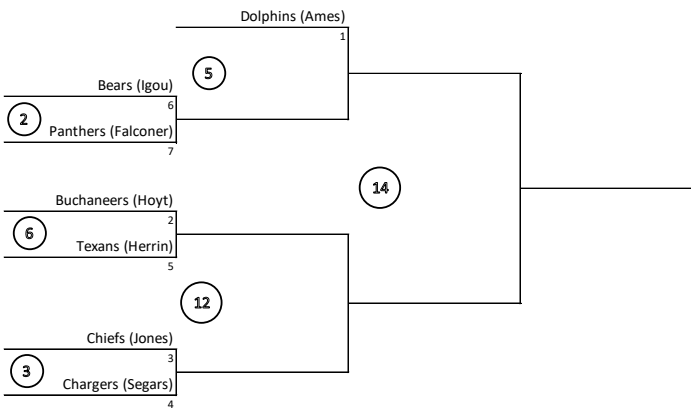 Dolphins (Ames)
1
5
Bears (Igou)
6
2
Panthers (Falconer)
7
14
Buchaneers (Hoyt)
2
6
Texans (Herrin)
5
12
Chiefs (Jones)
3
3
Chargers (Segars)
4